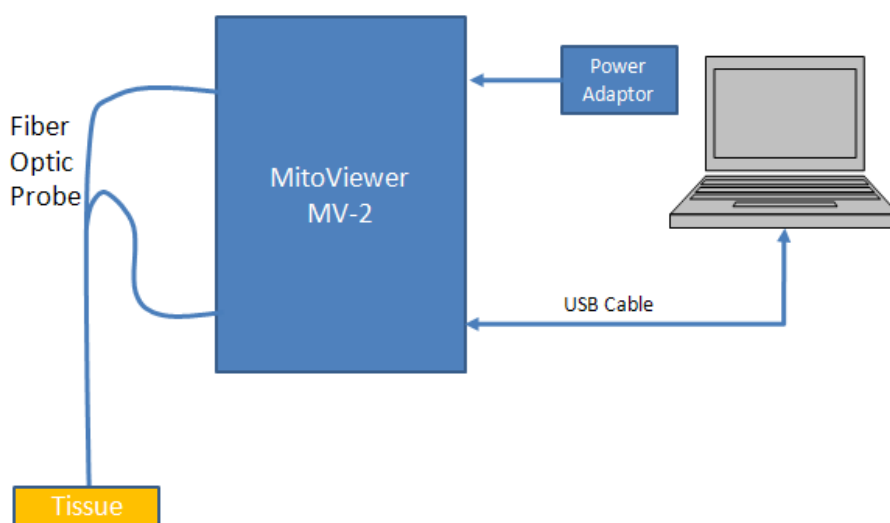 Power
Adaptor
Fiber
Optic
Probe
MitoViewer
MV-2
USB Cable
Tissue